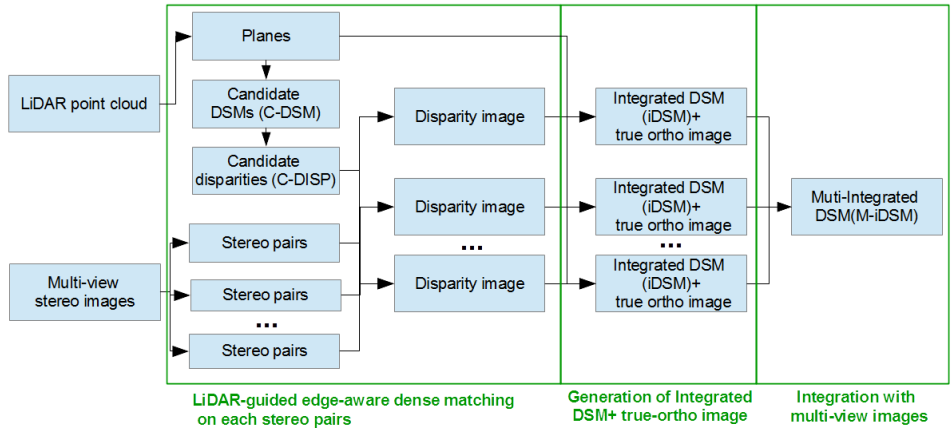 Planes
LiDAR point cloud
Candidate
DSMs (C-DSM)
Candidate
disparities (C-DISP)
Multi-view
stereo images
Stereo pairs
Stereo pairs
...
Stereo pairs
Disparity image
Disparity image
...
Disparity image
Integrated DSM
(iDSM)+
true ortho image
Integrated DSM
(iDSM)+
true ortho image
...
Integrated DSM
(iDSM)+
true ortho image
Muti-Integrated
DSM(M-iDSM)
LiDAR-guided edge-aware dense matching
on each stereo pairs
Generation of Integrated
DSM+ true-ortho image
Integration with
multi-view images